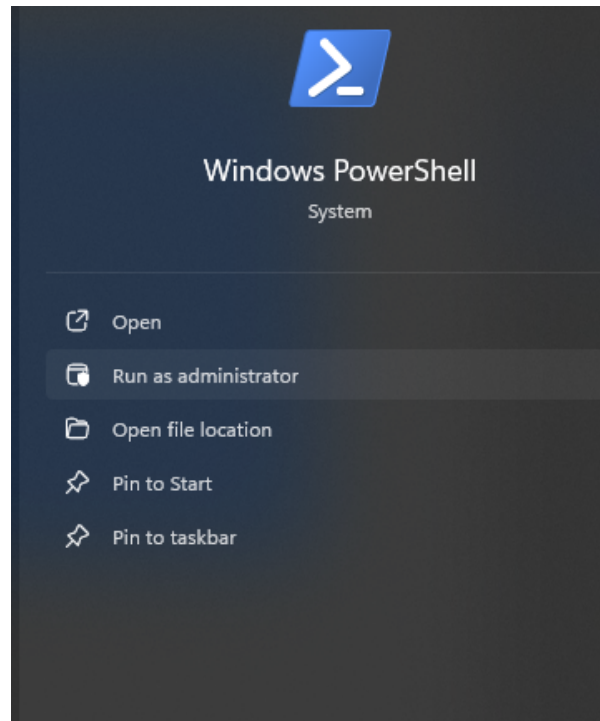 Windows PowerShell
System
Open
Run as administrator
Open file location
Pin to Start
Pin to taskbar